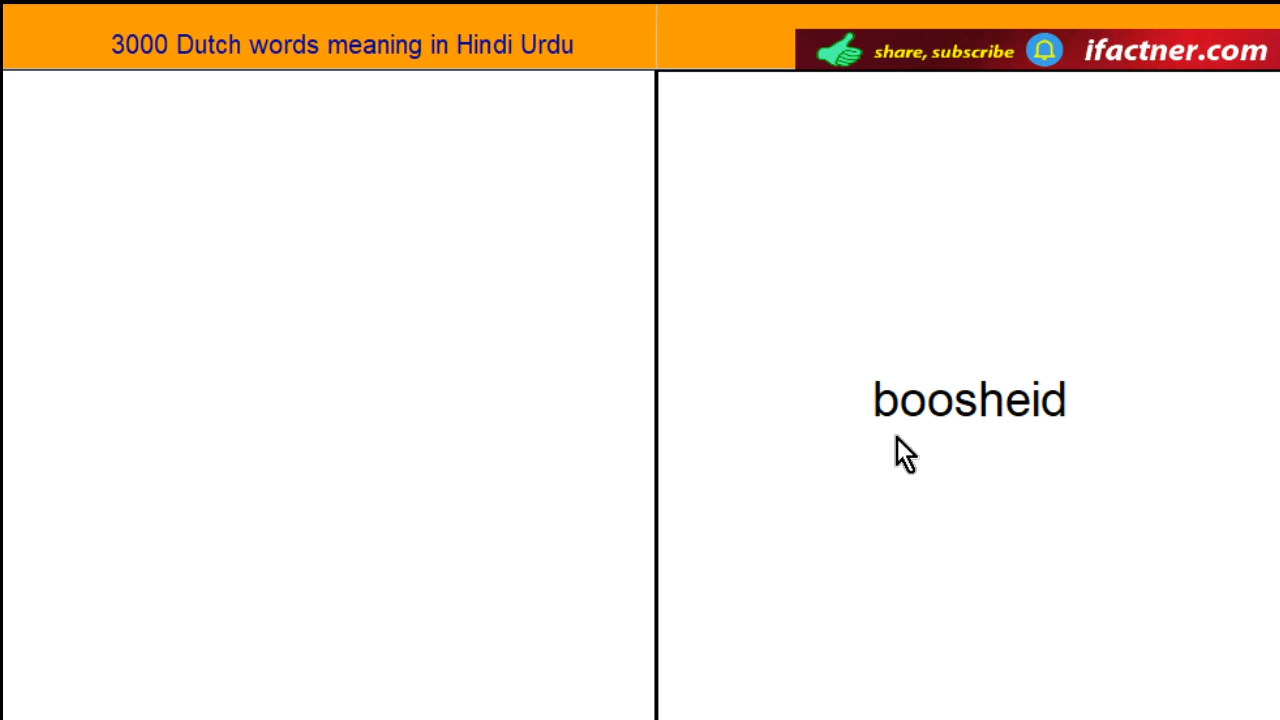 3000 Dutch words meaning in Hindi Urdu
share, subscribe
ifactner.com
boosheid